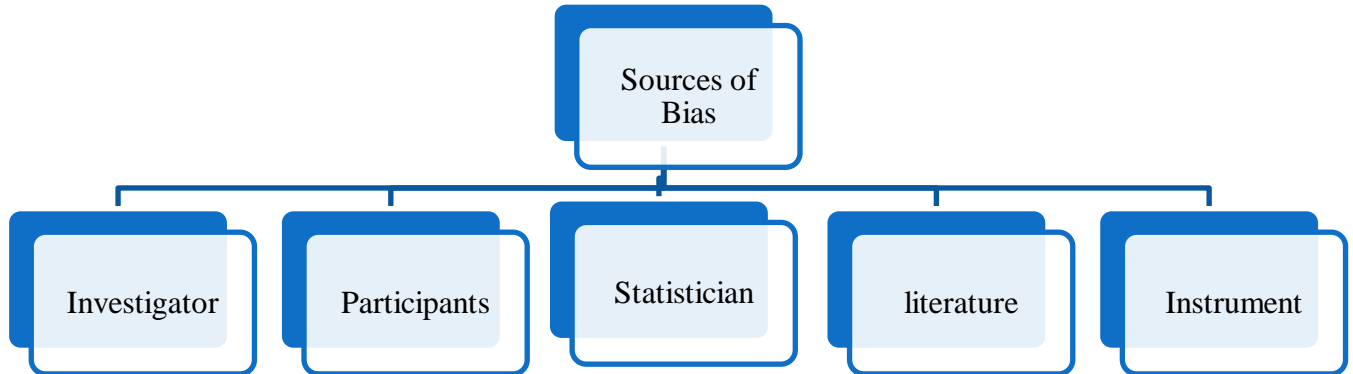 Sources of
Bias
Investigator
Participants
Statistician
literature
Instrument